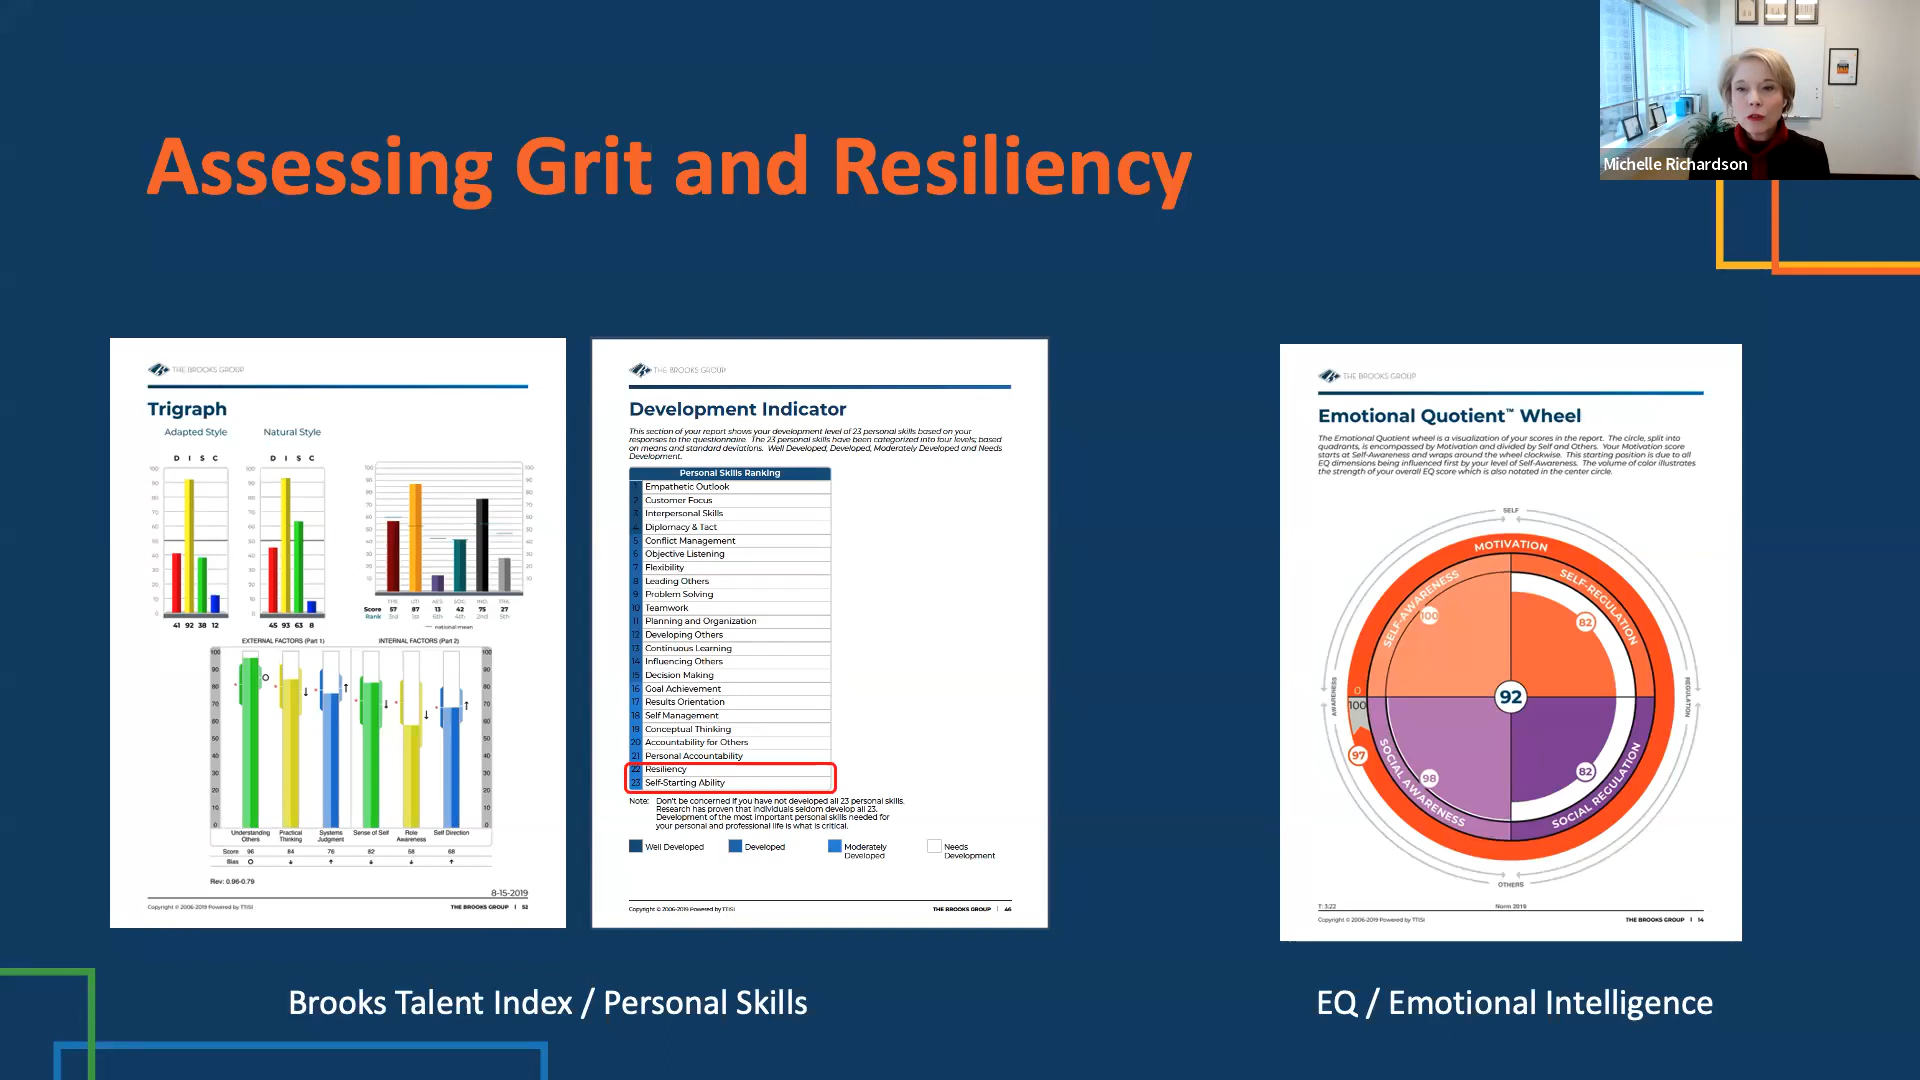 Michelle Richardson
Assessing Grit and Resiliency
THE BROOKS GROUP
Trigraph
Adapted Style
Natural Style
D I S C
D I S C
41 92 38 12
45 93 63 8
Score 57 87 13 42 75 27
Rank 3rd 1st 6th 4th 2nd 5th
national mean
EXTERNAL FACTORS (Part 1)
INTERNAL FACTORS (Part 2)
Understanding Others
Practical Thinking
Systems Judgment
Sense of Self
Role Awareness
Self Direction
Score 96 84 76 82 58 68
Bias
Rev: 0.96-0.79
8-15-2019
Copyright © 2006-2019 Powered by TTISI
THE BROOKS GROUP | 52
THE BROOKS GROUP
Development Indicator
This section of your report shows your development level of 23 personal skills based on your
responses to the questionnaire. The 23 personal skills have been categorized into four levels; based
on means and standard deviations. Well Developed, Developed, Moderately Developed and Needs
Development.
Personal Skills Ranking
1 Empathetic Outlook
2 Customer Focus
3 Interpersonal Skills
4 Diplomacy & Tact
5 Conflict Management
6 Objective Listening
7 Flexibility
8 Leading Others
9 Problem Solving
10 Teamwork
11 Planning and Organization
12 Developing Others
13 Continuous Learning
14 Influencing Others
15 Decision Making
16 Goal Achievement
17 Results Orientation
18 Self Management
19 Conceptual Thinking
20 Accountability for Others
21 Personal Accountability
22 Resiliency
23 Self-Starting Ability
Note: Don't be concerned if you have not developed all 23 personal skills.
Research has proven that individuals seldom develop all 23.
Development of the most important personal skills needed for
your personal and professional life is what is critical.
Well Developed
Developed
Moderately Developed
Needs Development
Copyright © 2006-2019 Powered by TTISI
THE BROOKS GROUP | 46
THE BROOKS GROUP
Emotional Quotient™ Wheel
The Emotional Quotient wheel is a visualization of your scores in the report. The circle, split into
quadrants, is encompassed by Motivation and divided by Self and Others. Your Motivation score
starts at Self-Awareness and wraps around the wheel clockwise. This starting position is due to all
EQ dimensions being influenced first by your level of Self-Awareness. The volume of color illustrates
the strength of your overall EQ score which is also notated in the center circle.
SELF
MOTIVATION
SELF-AWARENESS
SELF-REGULATION
100
82
AWARENESS
REGULATION
0
100
92
97
98
82
SOCIAL AWARENESS
SOCIAL REGULATION
OTHERS
T: 3:22
Norm 2019
Copyright © 2006-2019 Powered by TTISI
THE BROOKS GROUP | 14
Brooks Talent Index / Personal Skills
EQ / Emotional Intelligence